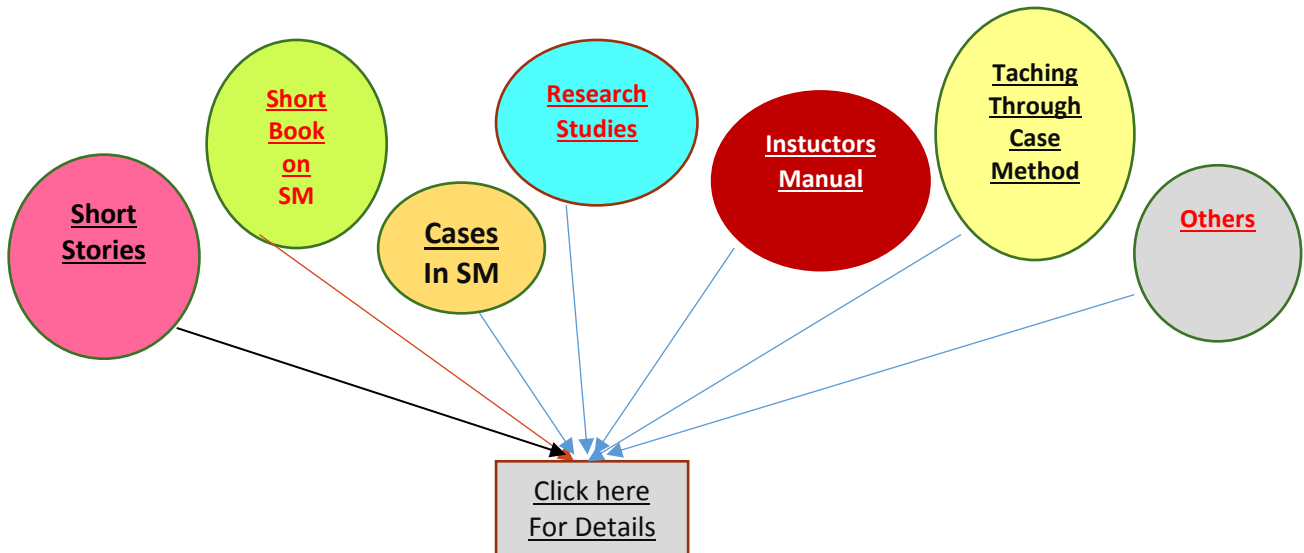 Short
Stories
Short
Book
on
SM
Cases
In SM
Research
Studies
Instuctors
Manual
Taching
Through
Case
Method
Others
Click here
For Details